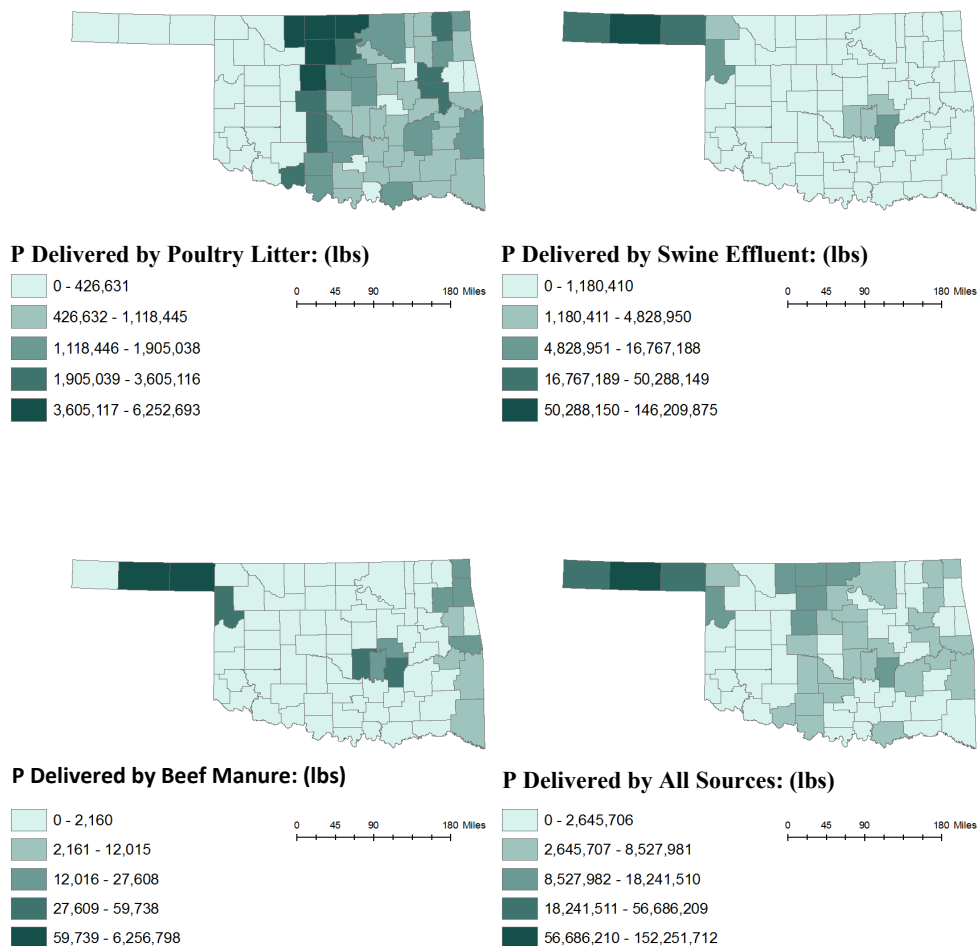 P Delivered by Poultry Litter: (lbs)
0 - 426,631
426,632 - 1,118,445
1,118,446 - 1,905,038
1,905,039 - 3,605,116
3,605,117 - 6,252,693
0 45 90 180 Miles
P Delivered by Swine Effluent: (lbs)
0 - 1,180,410
1,180,411 - 4,828,950
4,828,951 - 16,767,188
16,767,189 - 50,288,149
50,288,150 - 146,209,875
0 45 90 180 Miles
P Delivered by Beef Manure: (lbs)
0 - 2,160
2,161 - 12,015
12,016 - 27,608
27,609 - 59,738
59,739 - 6,256,798
0 45 90 180 Miles
P Delivered by All Sources: (lbs)
0 - 2,645,706
2,645,707 - 8,527,981
8,527,982 - 18,241,510
18,241,511 - 56,686,209
56,686,210 - 152,251,712
0 45 90 180 Miles